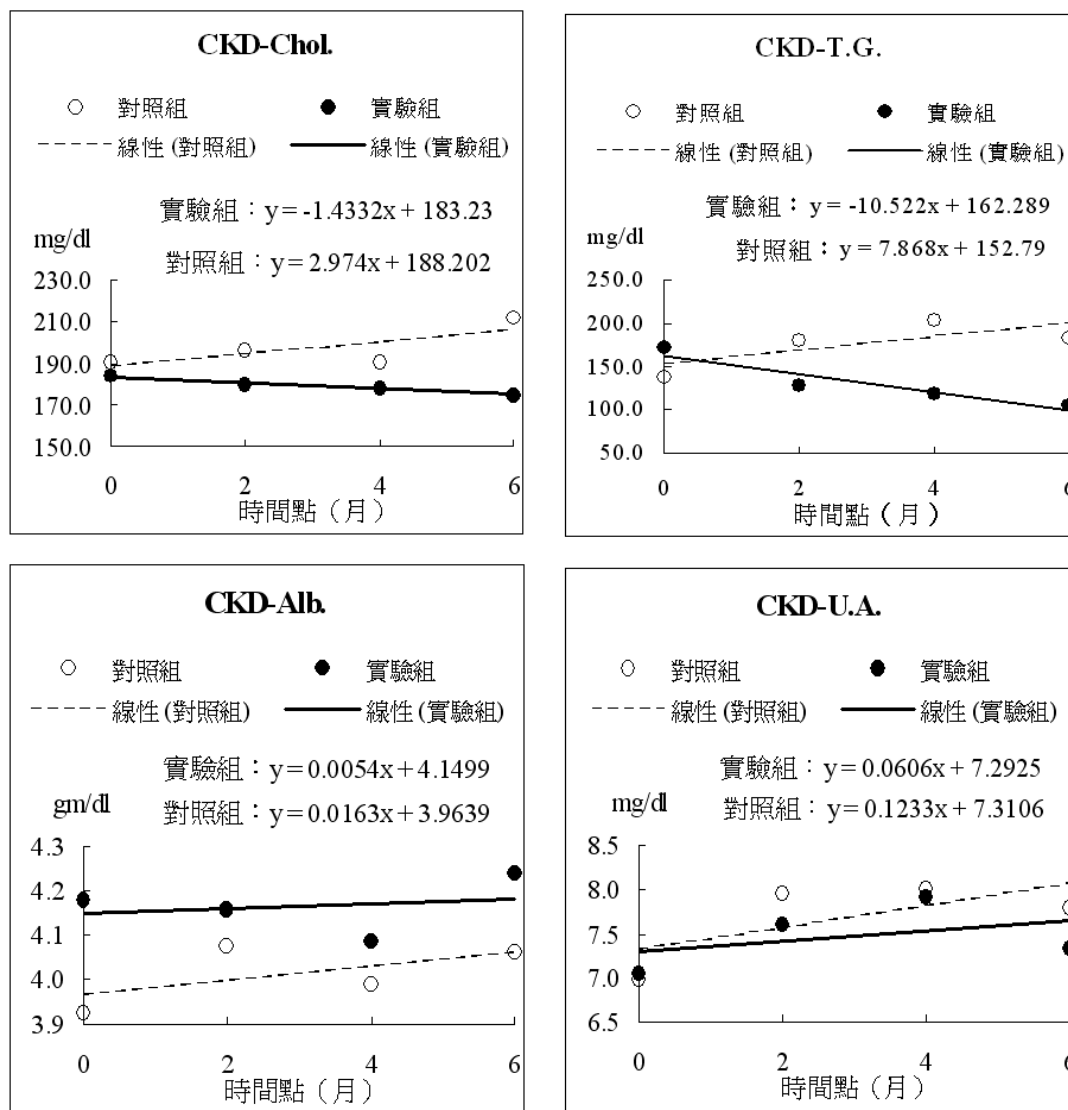 CKD-Chol.
對照組 實驗組
線性 (對照組) 線性 (實驗組)
實驗組：y = -1.4332x + 183.23
mg/dl
對照組：y = 2.974x + 188.202
230.0
210.0
190.0
170.0
150.0
0 2 4 6
時間點（月）
CKD-T.G.
對照組 實驗組
線性 (對照組) 線性 (實驗組)
實驗組：y = -10.522x + 162.289
mg/dl
對照組：y = 7.868x + 152.79
250.0
200.0
150.0
100.0
50.0
0 2 4 6
時間點（月）
CKD-Alb.
對照組 實驗組
線性 (對照組) 線性 (實驗組)
實驗組：y = 0.0054x + 4.1499
gm/dl
對照組：y = 0.0163x + 3.9639
4.3
4.2
4.1
4.0
3.9
0 2 4 6
時間點（月）
CKD-U.A.
對照組 實驗組
線性 (對照組) 線性 (實驗組)
實驗組：y = 0.0606x + 7.2925
mg/dl
對照組：y = 0.1233x + 7.3106
8.5
8.0
7.5
7.0
6.5
0 2 4 6
時間點（月）